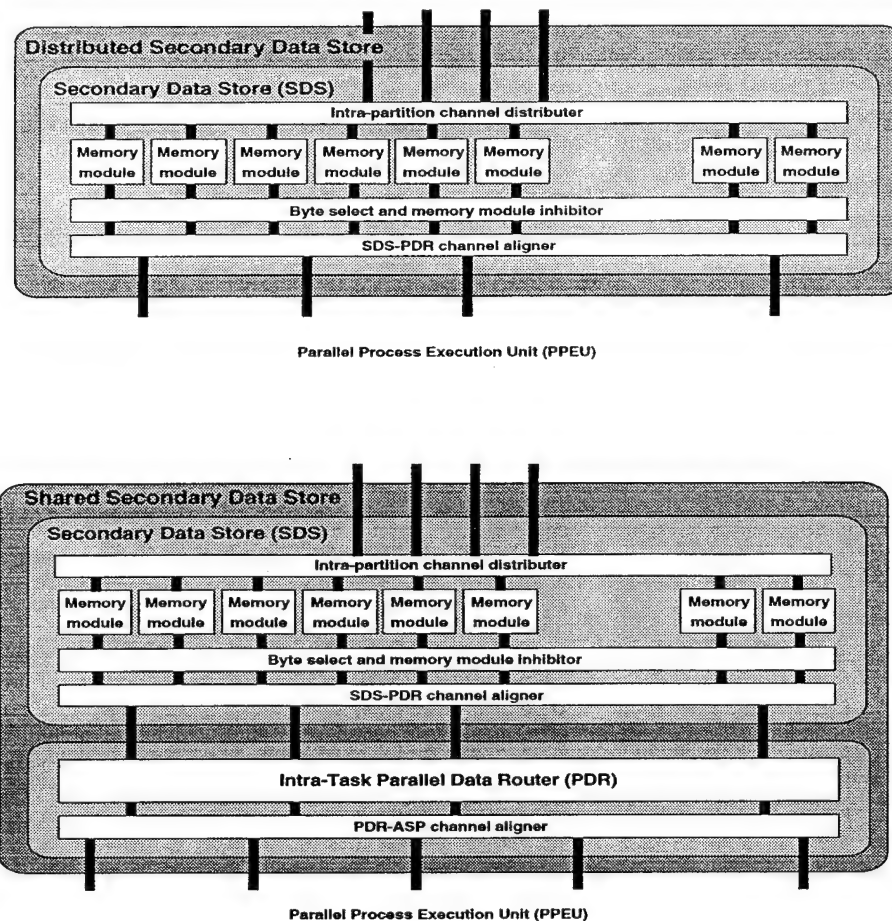 Distributed Secondary Data Store
Secondary Data Store (SDS)
Intra-partition channel distributer
Memory module
Memory module
Memory module
Memory module
Memory module
Memory module
Memory module
Memory module
Byte select and memory module inhibitor
SDS-PDR channel aligner
Parallel Process Execution Unit (PPEU)
Shared Secondary Data Store
Secondary Data Store (SDS)
Intra-partition channel distributer
Memory module
Memory module
Memory module
Memory module
Memory module
Memory module
Memory module
Memory module
Byte select and memory module inhibitor
SDS-PDR channel aligner
Intra-Task Parallel Data Router (PDR)
PDR-ASP channel aligner
Parallel Process Execution Unit (PPEU)